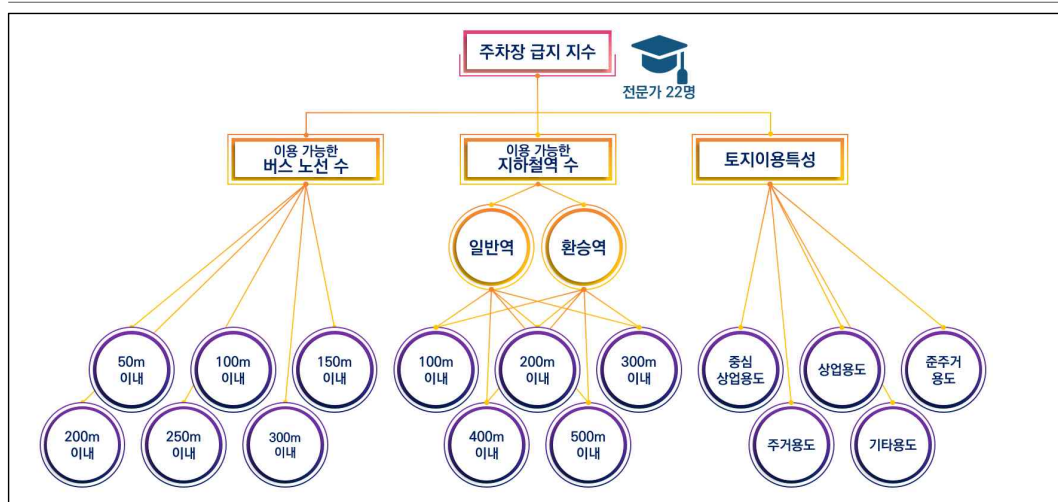 주차장 급지 지수
전문가 22명
이용 가능한
버스 노선 수
이용 가능한
지하철역 수
토지이용특성
일반역
환승역
50m
이내
100m
이내
150m
이내
200m
이내
250m
이내
300m
이내
100m
이내
200m
이내
300m
이내
400m
이내
500m
이내
중심
상업용도
상업용도
준주거
용도
주거용도
기타용도